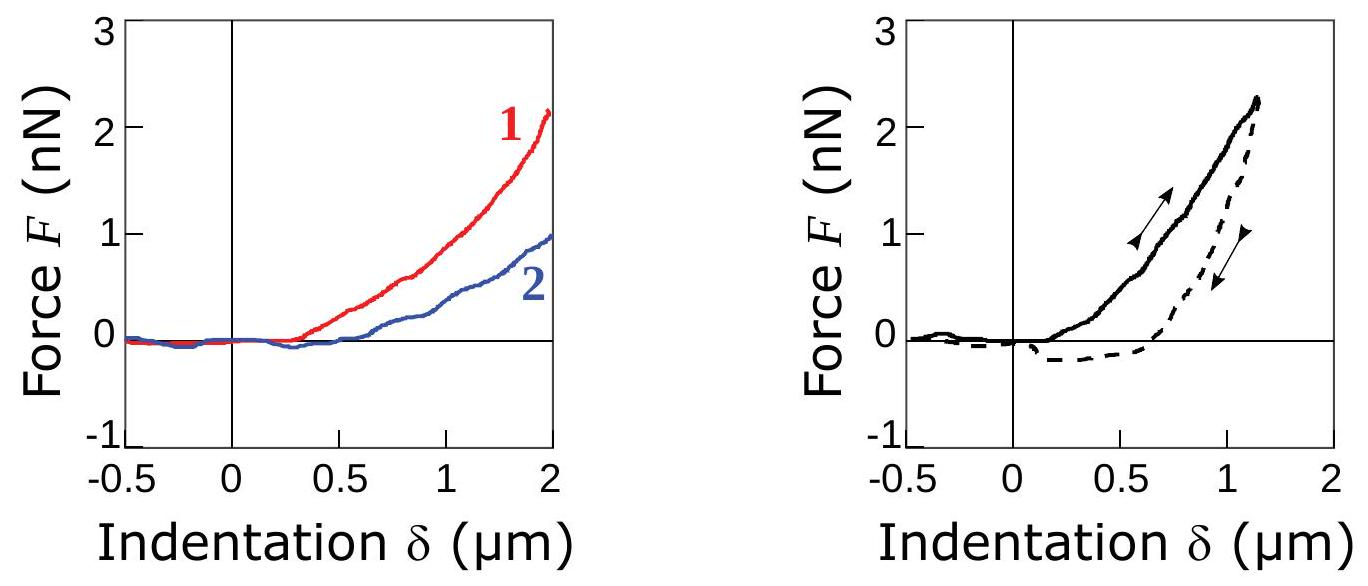 3
2
1
0
-1
Force F (nN)
1
2
-0.5 0 0.5 1 2
Indentation δ (μm)
3
2
1
0
-1
Force F (nN)
-0.5 0 0.5 1 2
Indentation δ (μm)